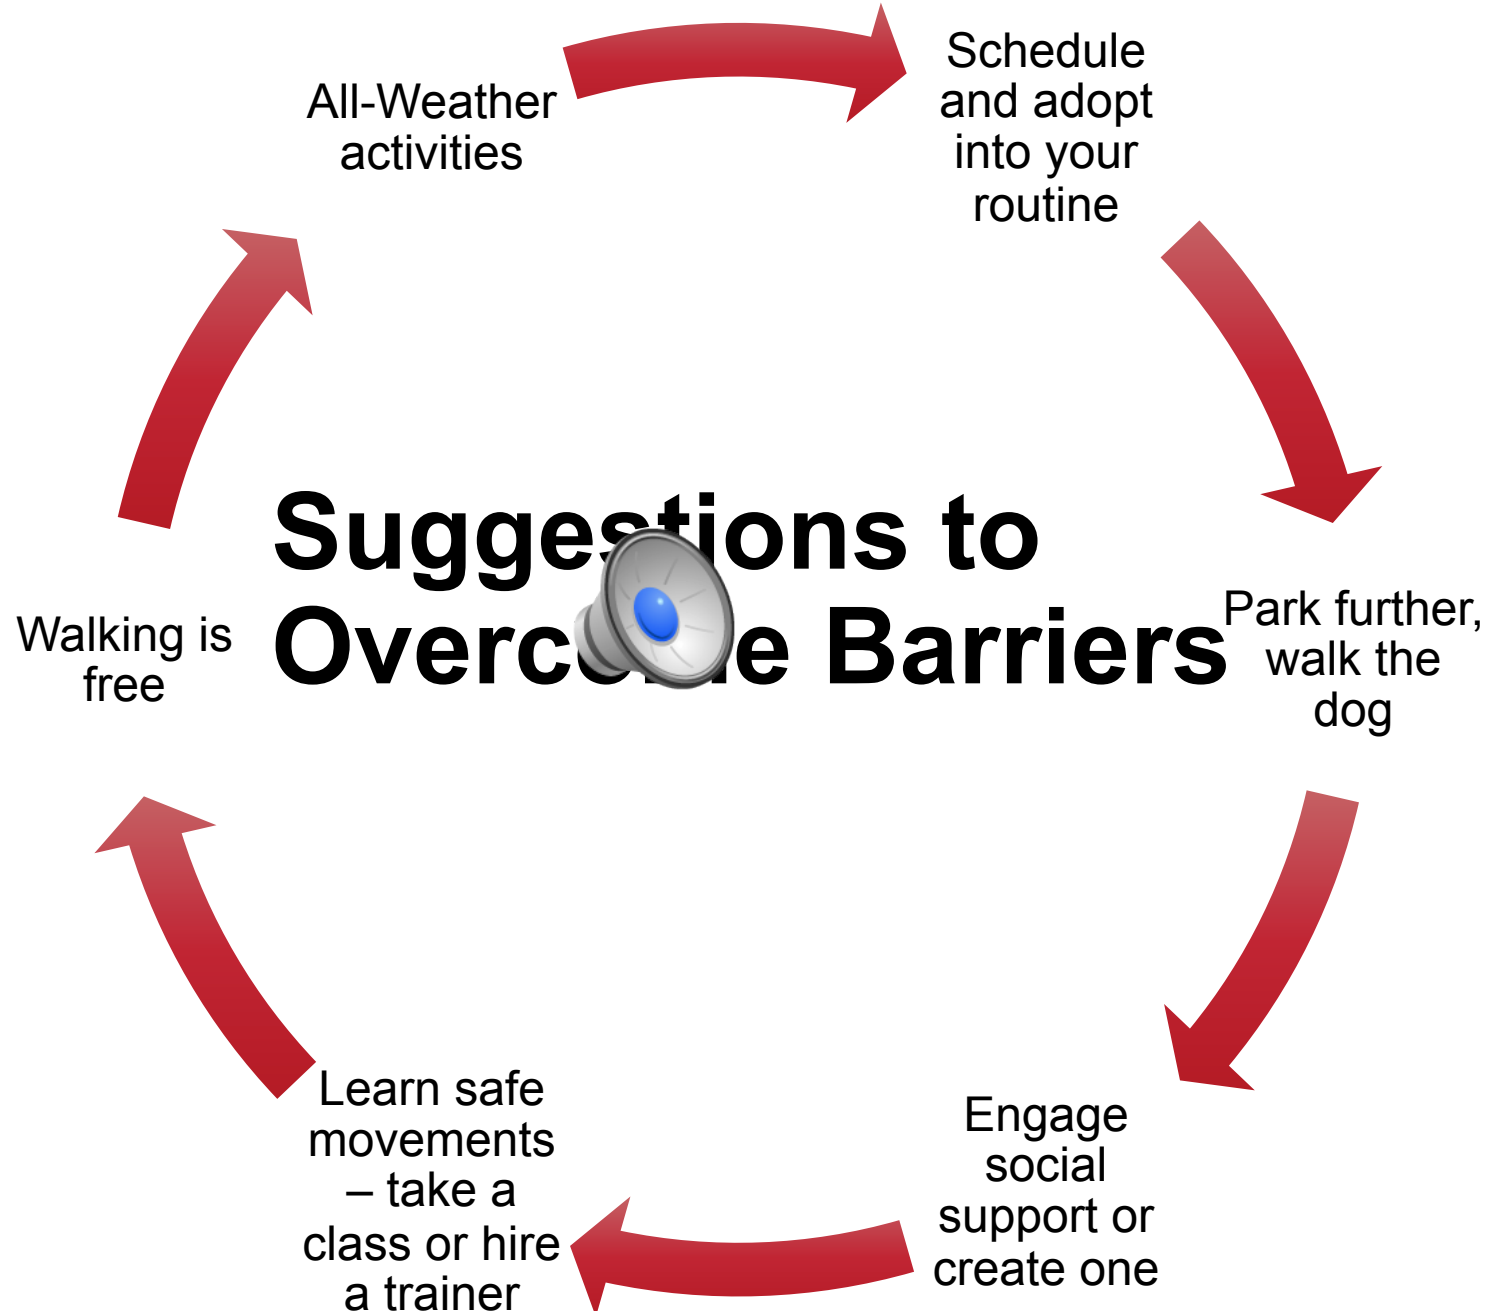 All-Weather
activities
Schedule
and adopt
into your
routine
Park further,
walk the
dog
Engage
social
support or
create one
Learn safe
movements
– take a
class or hire
a trainer
Walking is
free
Suggestions to
Overcome Barriers